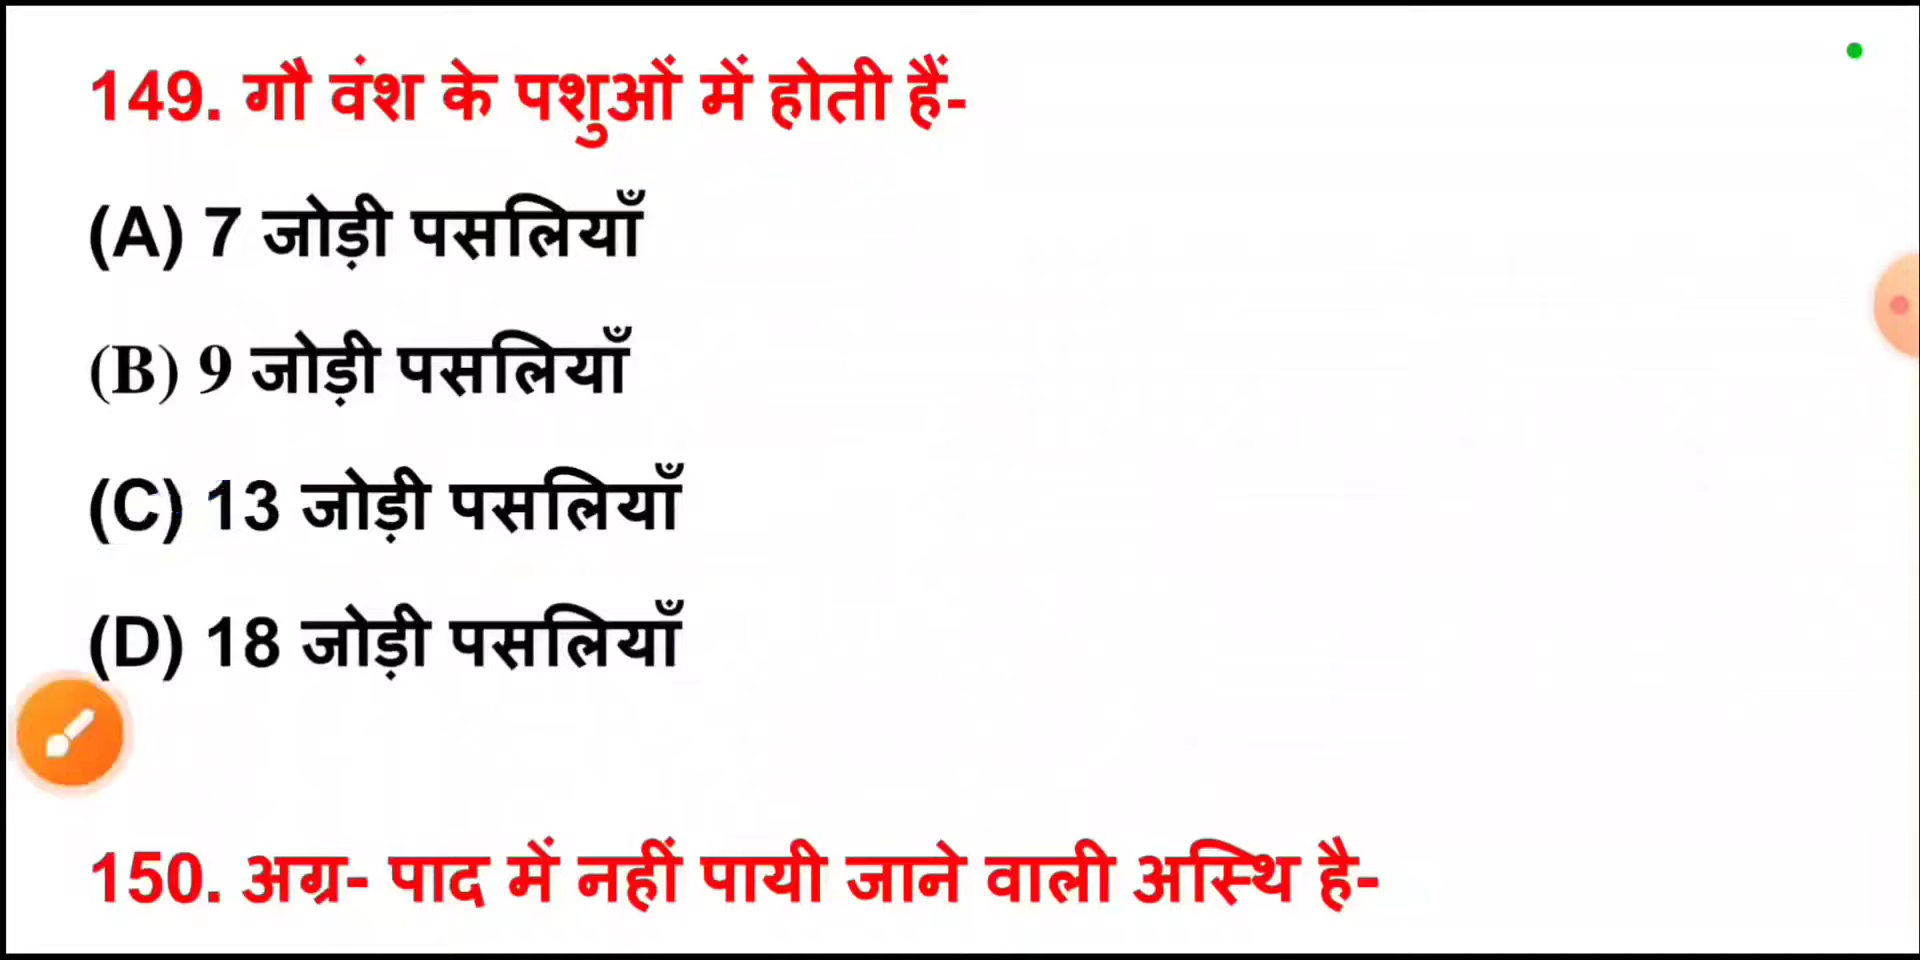 149. गौ वंश के पशुओं में होती हैं-
(A) 7 जोड़ी पसलियाँ
(B) 9 जोड़ी पसलियाँ
(C) 13 जोड़ी पसलियाँ
(D) 18 जोड़ी पसलियाँ
150. अग्र- पाद में नहीं पायी जाने वाली अस्थि है-